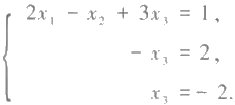 2x₁ − x₂ + 3x₃ = 1,
− x₃ = 2,
x₃ = − 2.